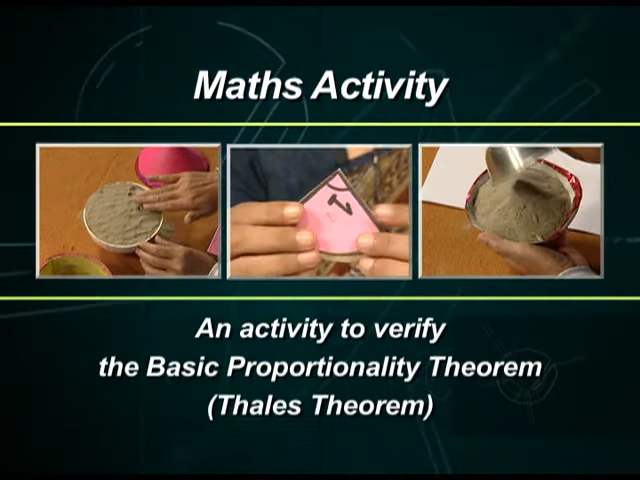 Maths Activity
An activity to verify
the Basic Proportionality Theorem
(Thales Theorem)